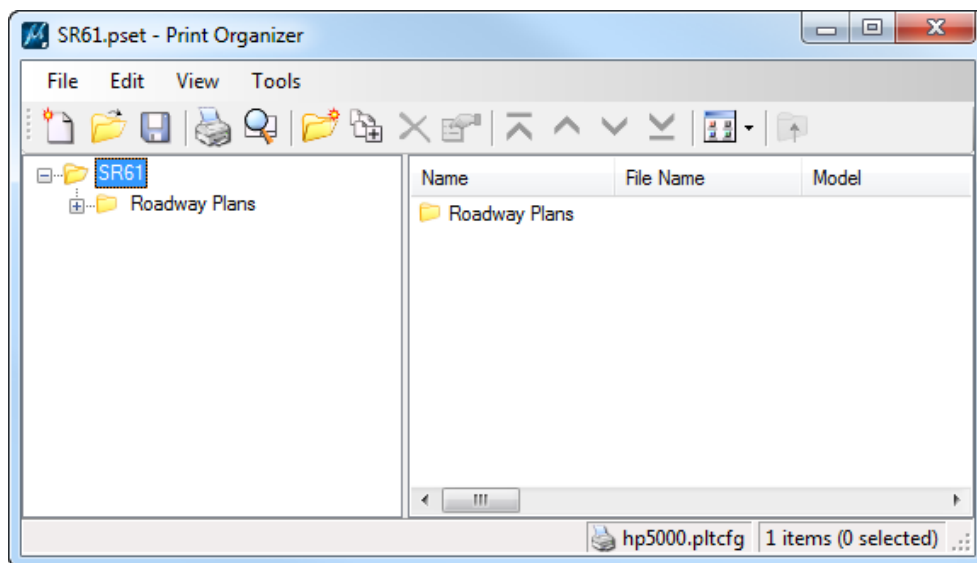 SR61.pset - Print Organizer
File Edit View Tools
SR61
Roadway Plans
Name File Name Model
Roadway Plans
hp5000.pltcfg 1 items (0 selected)